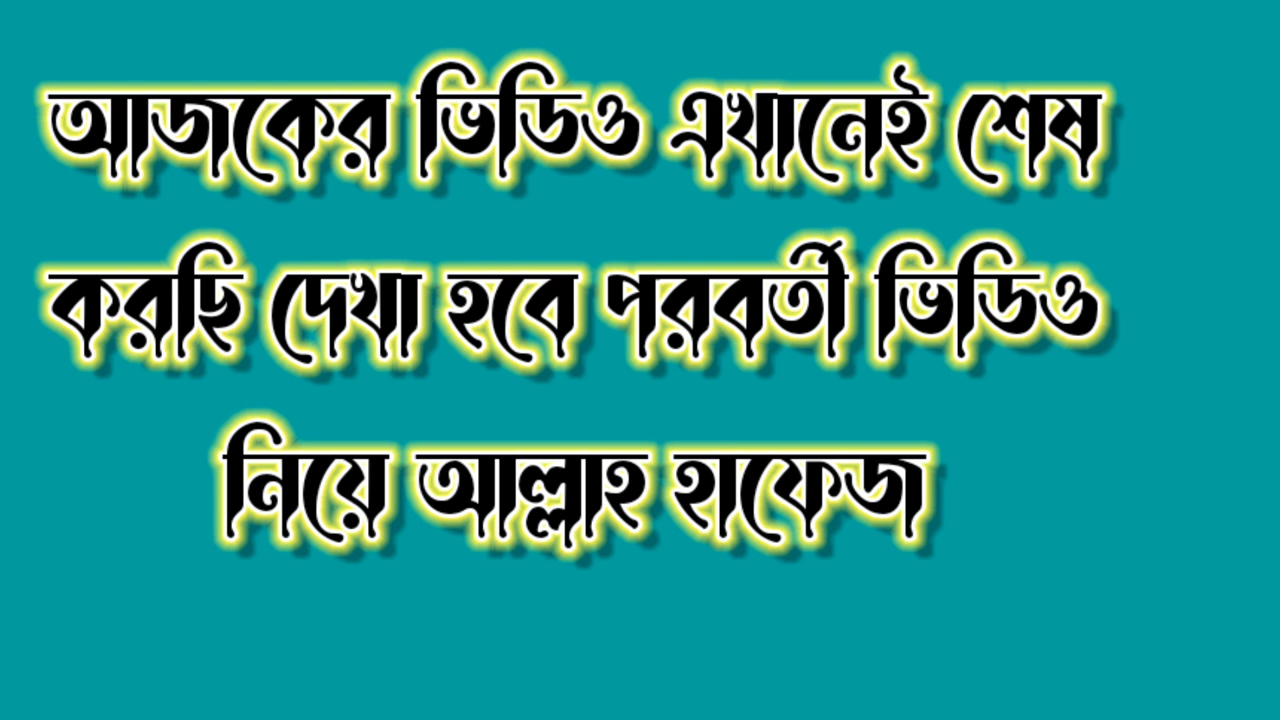 আজকের ভিডিও এখানেই শেষ
করছি দেখা হবে পরবর্তী ভিডিও
নিয়ে আল্লাহ হাফেজ